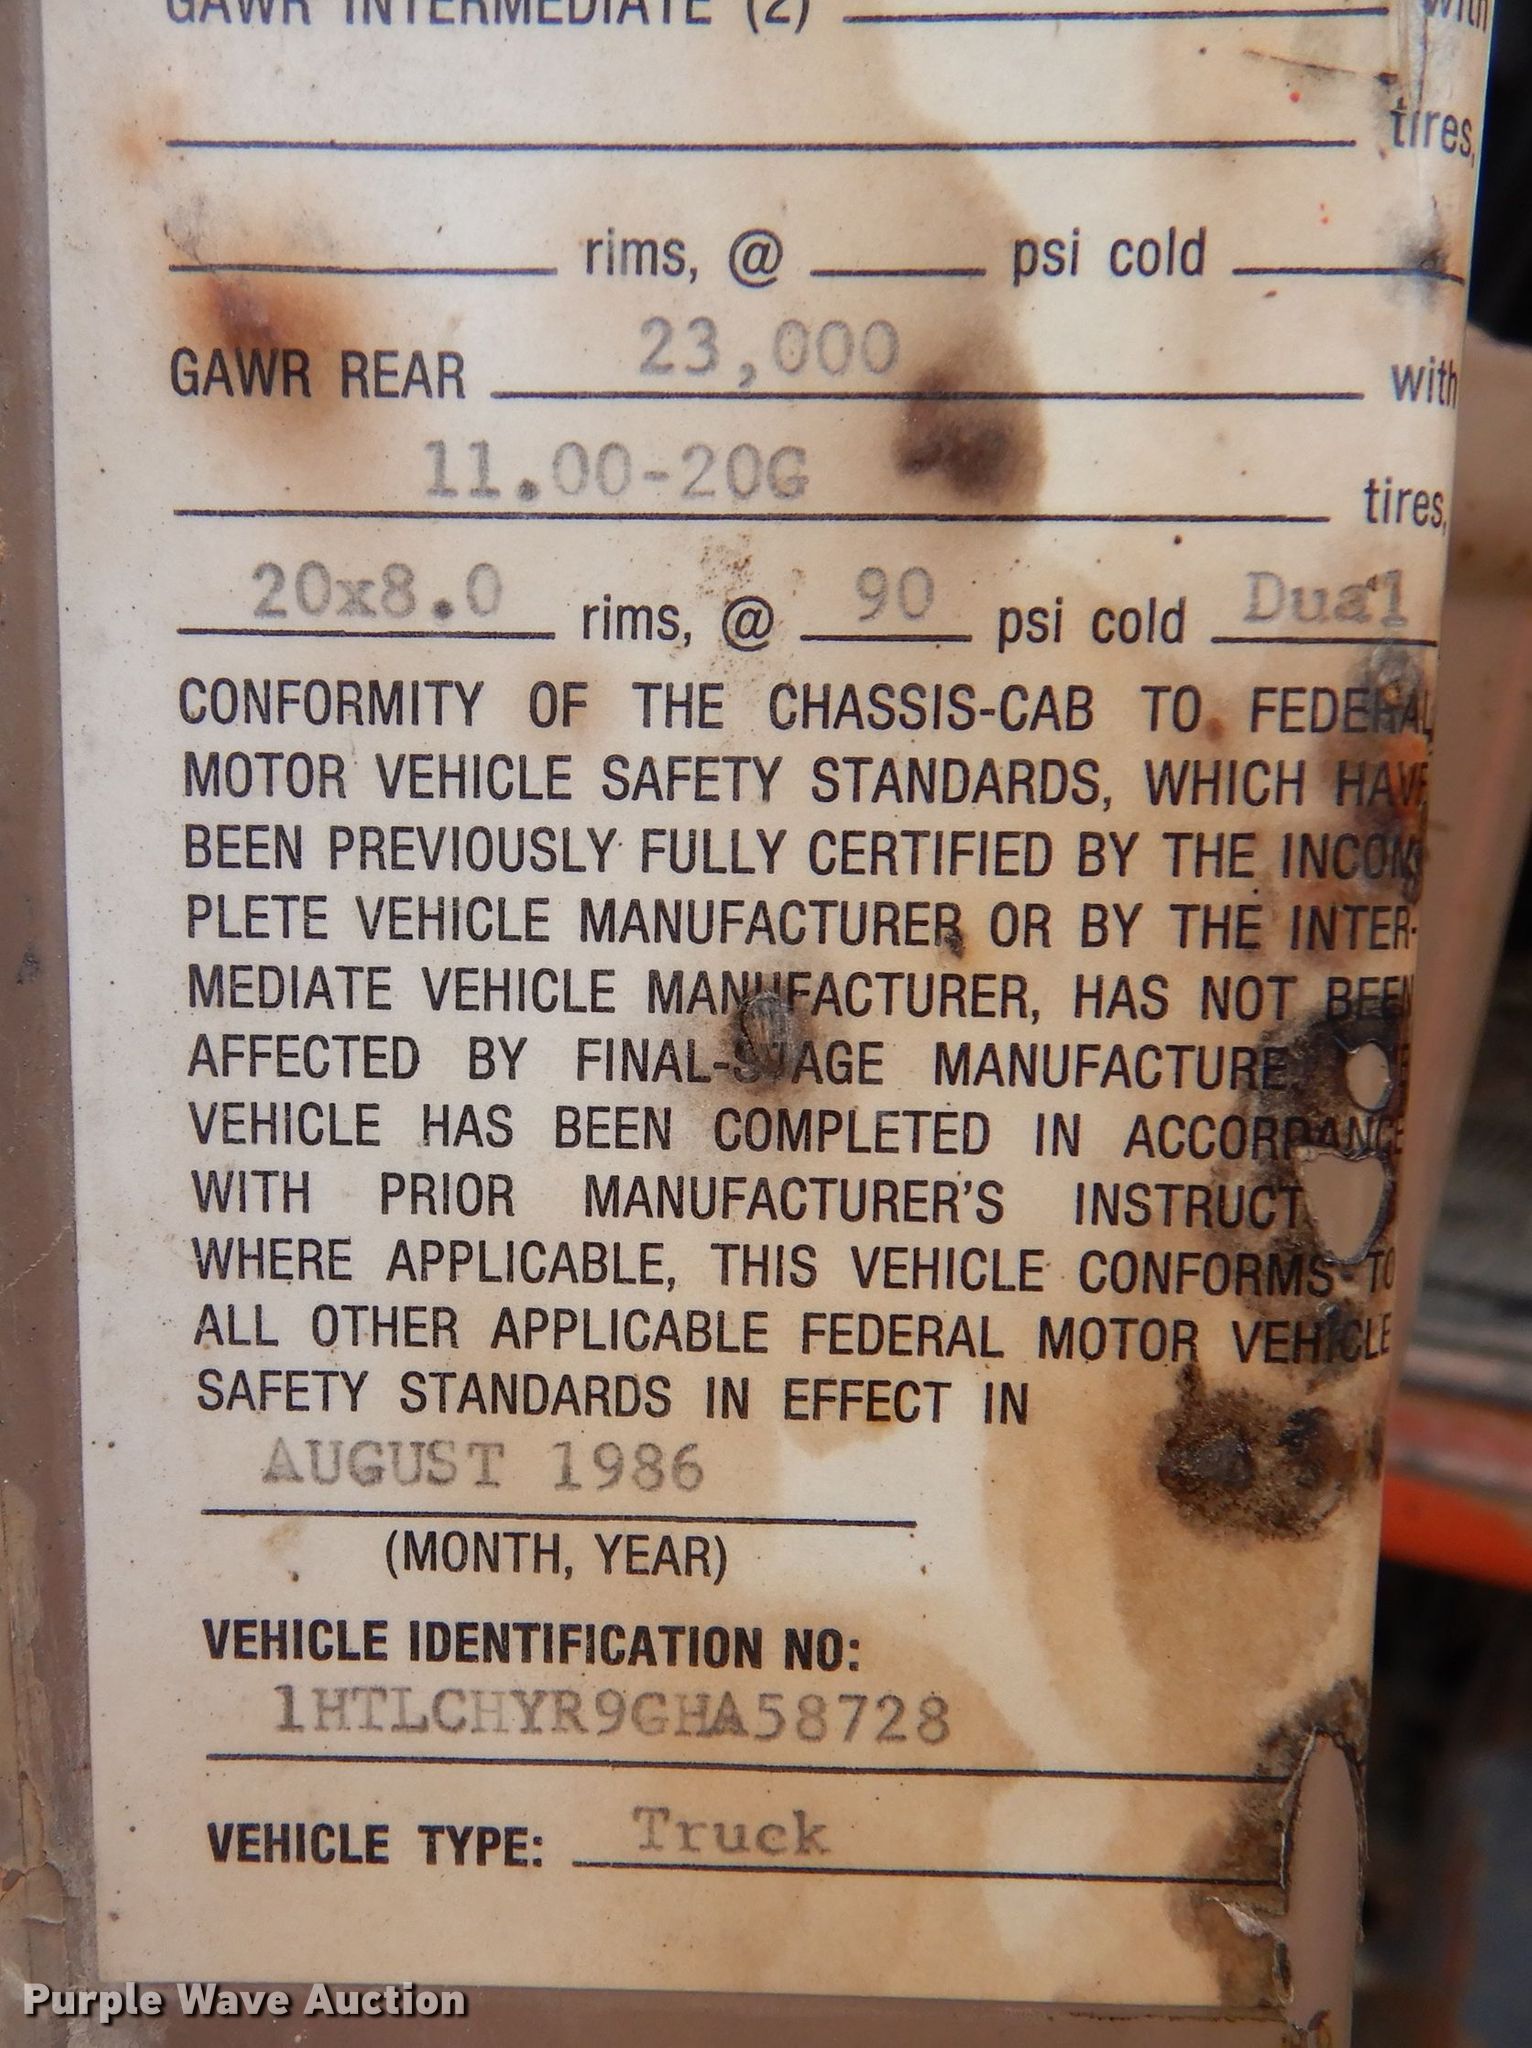 GAWR INTERMEDIATE (2) with
tires,
rims, @ psi cold
GAWR REAR 23,000 with
11.00-20G tires,
20x8.0 rims, @ 90 psi cold Dual
CONFORMITY OF THE CHASSIS-CAB TO FEDERAL
MOTOR VEHICLE SAFETY STANDARDS, WHICH HAVE
BEEN PREVIOUSLY FULLY CERTIFIED BY THE INCOM
PLETE VEHICLE MANUFACTURER OR BY THE INTER-
MEDIATE VEHICLE MANUFACTURER, HAS NOT BEEN
AFFECTED BY FINAL-STAGE MANUFACTURE.
VEHICLE HAS BEEN COMPLETED IN ACCORDANCE
WITH PRIOR MANUFACTURER'S INSTRUCT
WHERE APPLICABLE, THIS VEHICLE CONFORMS TO
ALL OTHER APPLICABLE FEDERAL MOTOR VEHICLE
SAFETY STANDARDS IN EFFECT IN
AUGUST 1986
(MONTH, YEAR)
VEHICLE IDENTIFICATION NO:
1HTLCHYR9GHA58728
VEHICLE TYPE: Truck
Purple Wave Auction